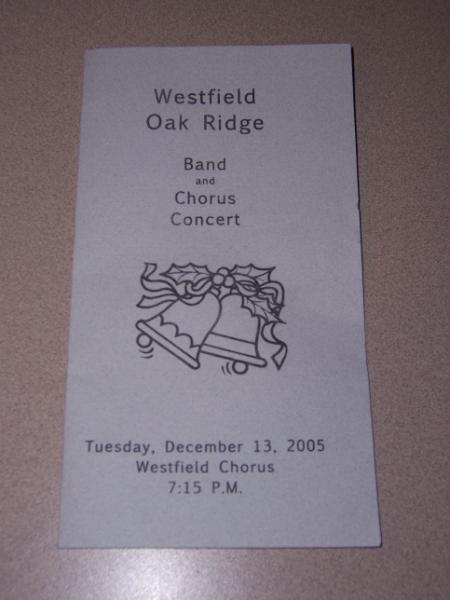 Westfield
Oak Ridge
Band
and
Chorus
Concert
Tuesday, December 13, 2005
Westfield Chorus
7:15 P.M.